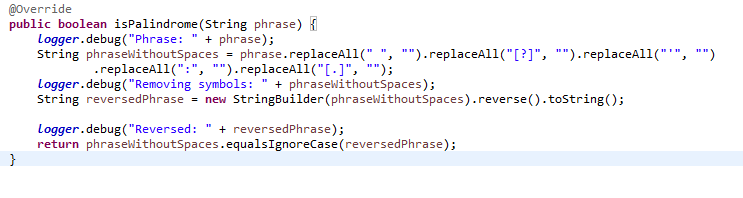 @Override
public boolean isPalindrome(String phrase) {
    logger.debug("Phrase: " + phrase);
    String phraseWithoutSpaces = phrase.replaceAll(" ", "").replaceAll("[?]", "").replaceAll("'", "")
            .replaceAll(":", "").replaceAll("[.]", "");
    logger.debug("Removing symbols: " + phraseWithoutSpaces);
    String reversedPhrase = new StringBuilder(phraseWithoutSpaces).reverse().toString();

    logger.debug("Reversed: " + reversedPhrase);
    return phraseWithoutSpaces.equalsIgnoreCase(reversedPhrase);
}